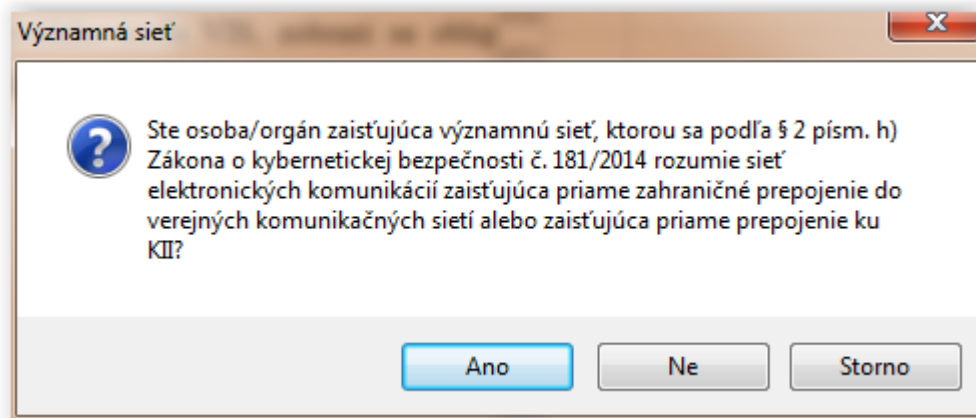 Významná sieť
Ste osoba/orgán zaisťujúca významnú sieť, ktorou sa podľa § 2 písm. h)
Zákona o kybernetickej bezpečnosti č. 181/2014 rozumie sieť
elektronických komunikácií zaisťujúca priame zahraničné prepojenie do
verejných komunikačných sietí alebo zaisťujúca priame prepojenie ku
KII?
Ano
Ne
Storno